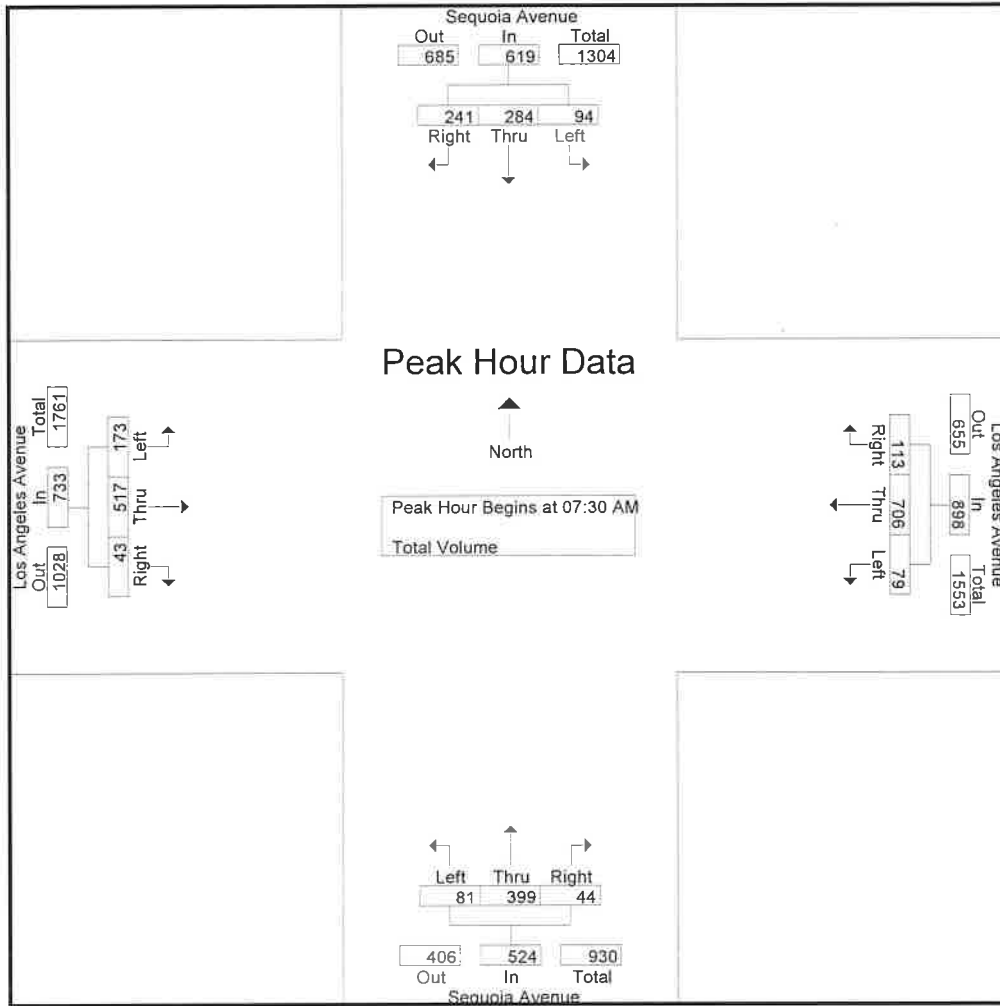 Sequoia Avenue
Out In Total
685 619 1304
241 284 94
Right Thru Left
Peak Hour Data
North
Peak Hour Begins at 07:30 AM
Total Volume
Los Angeles Avenue
Total In Out
1761 733 1028
173 517 43
Left Thru Right
Los Angeles Avenue
Out In Total
655 898 1553
113 706 79
Right Thru Left
Left Thru Right
81 399 44
406 524 930
Out In Total
Sequoia Avenue